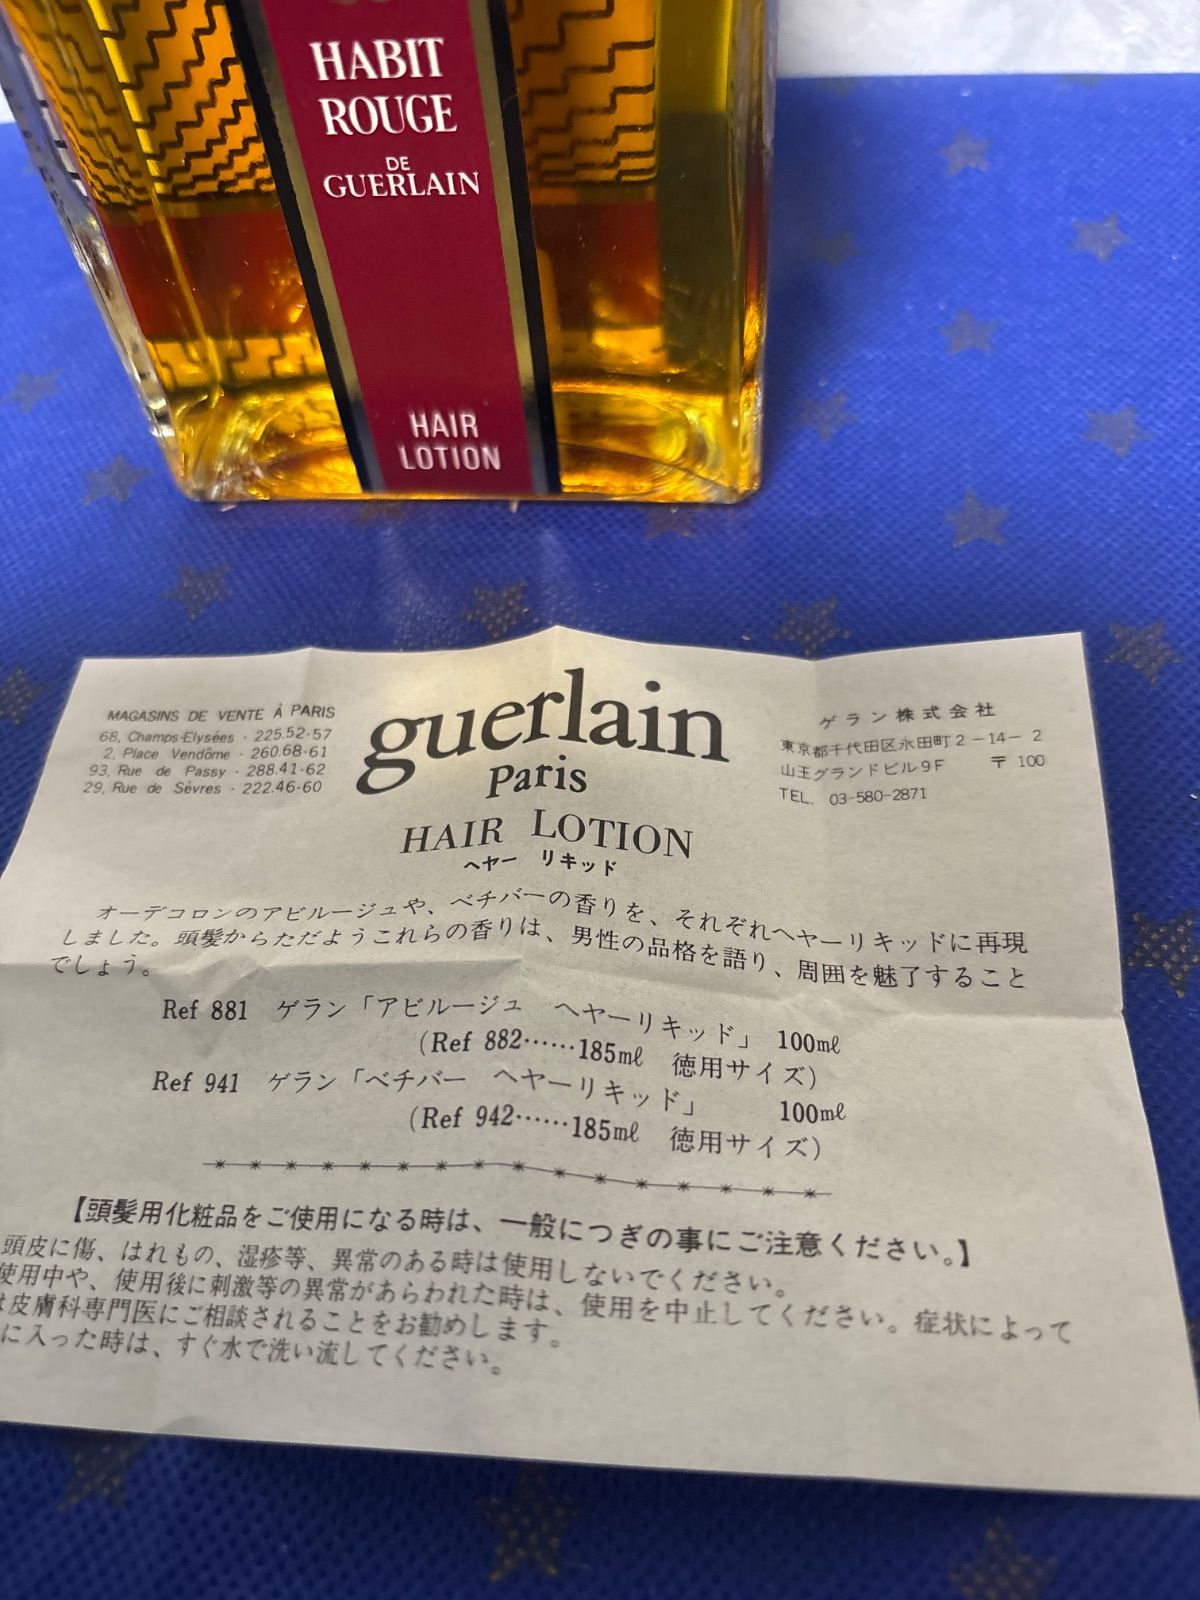 HABIT
ROUGE
DE
GUERLAIN
HAIR
LOTION
MAGASINS DE VENTE À PARIS
68, Champs-Elysées - 225.52-57
2, Place Vendôme - 260.68-61
93, Rue de Passy - 288.41-62
29, Rue de Sèvres - 222.46-60
guerlain
Paris
ゲラン株式会社
東京都千代田区永田町2-14-2
山王グランドビル9F 〒100
TEL. 03-580-2871
HAIR LOTION
ヘヤー リキッド
オーデコロンのアビルージュや、ベチバーの香りを、それぞれヘヤーリキッドに再現
しました。頭髪からただようこれらの香りは、男性の品格を語り、周囲を魅了すること
でしょう。
Ref 881 ゲラン「アビルージュ ヘヤーリキッド」 100mℓ
(Ref 882……185mℓ 徳用サイズ)
Ref 941 ゲラン「ベチバー ヘヤーリキッド」 100mℓ
(Ref 942……185mℓ 徳用サイズ)
【頭髪用化粧品をご使用になる時は、一般につぎの事にご注意ください。】
頭皮に傷、はれもの、湿疹等、異常のある時は使用しないでください。
使用中や、使用後に刺激等の異常があらわれた時は、使用を中止してください。症状によって
は皮膚科専門医にご相談されることをお勧めします。
に入った時は、すぐ水で洗い流してください。